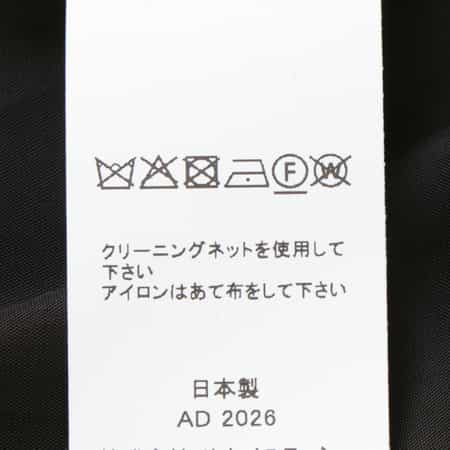 F W
クリーニングネットを使用して
下さい
アイロンはあて布をして下さい
日本製
AD 2026